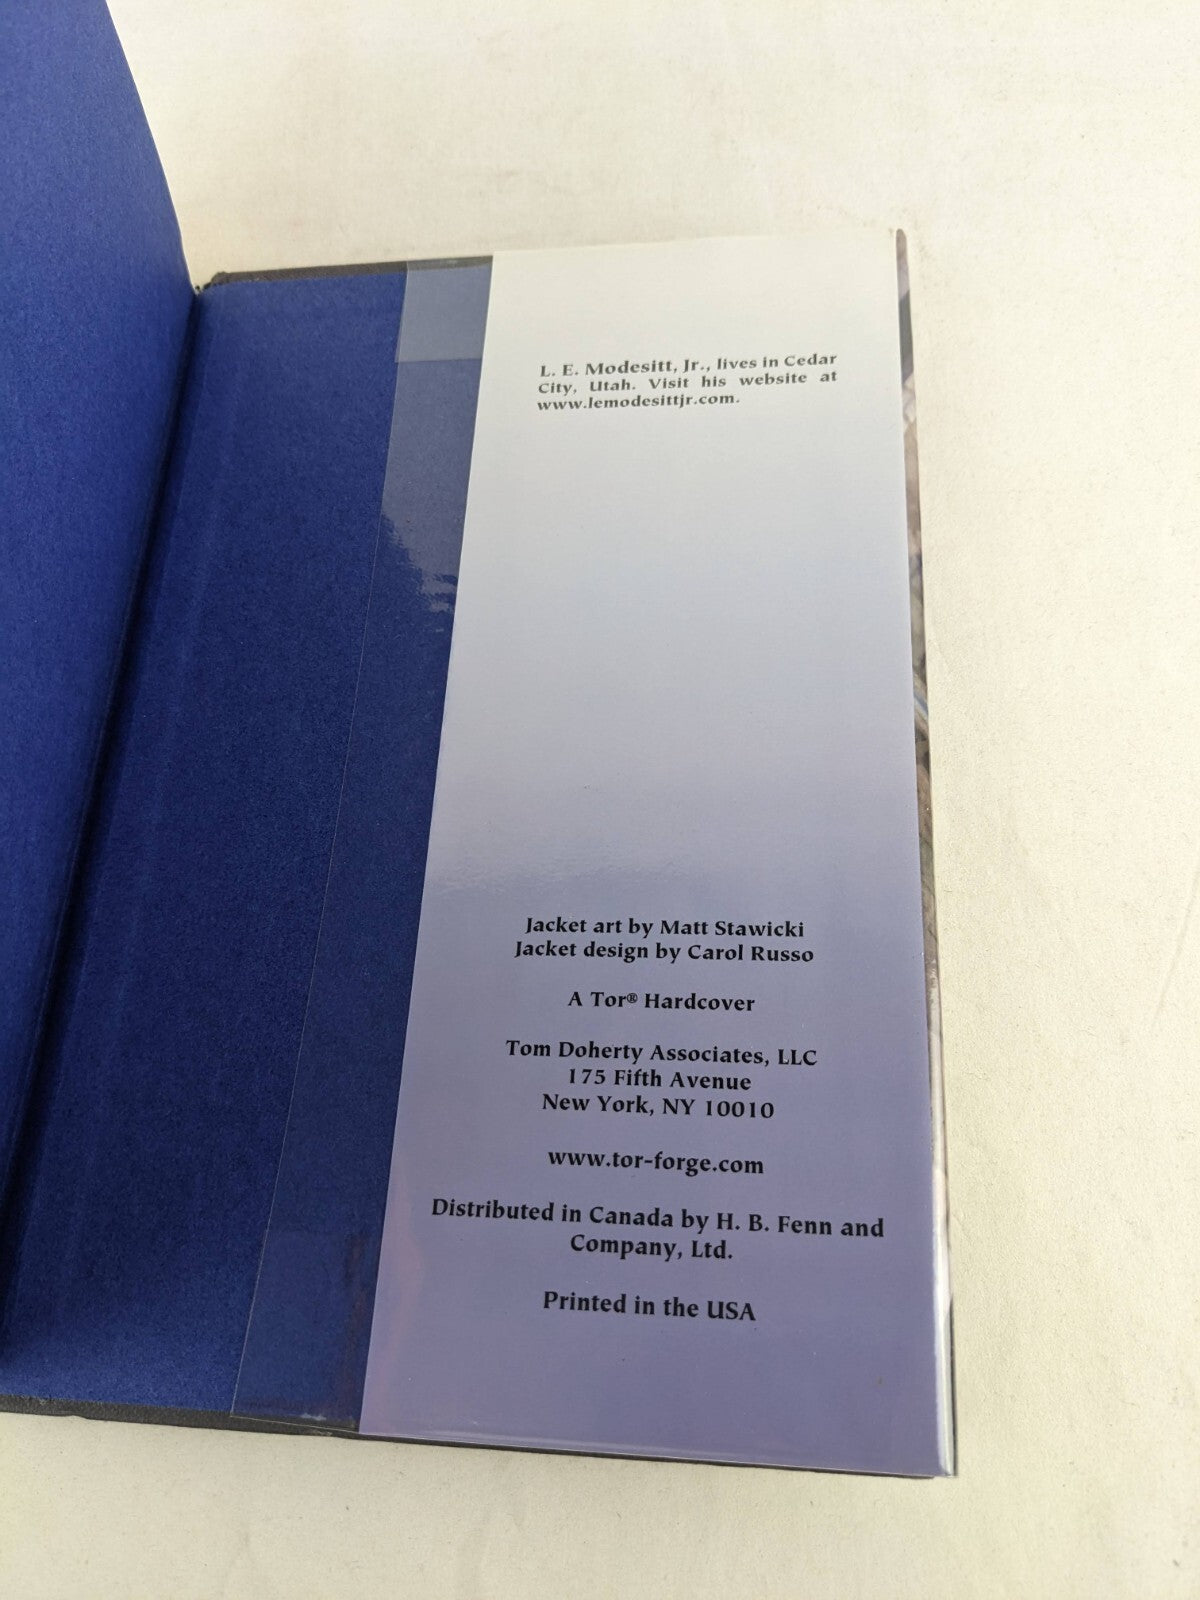 L. E. Modesitt, Jr., lives in Cedar
City, Utah. Visit his website at
www.lemodesittjr.com.
Jacket art by Matt Stawicki
Jacket design by Carol Russo
A Tor® Hardcover
Tom Doherty Associates, LLC
175 Fifth Avenue
New York, NY 10010
www.tor-forge.com
Distributed in Canada by H. B. Fenn and
Company, Ltd.
Printed in the USA